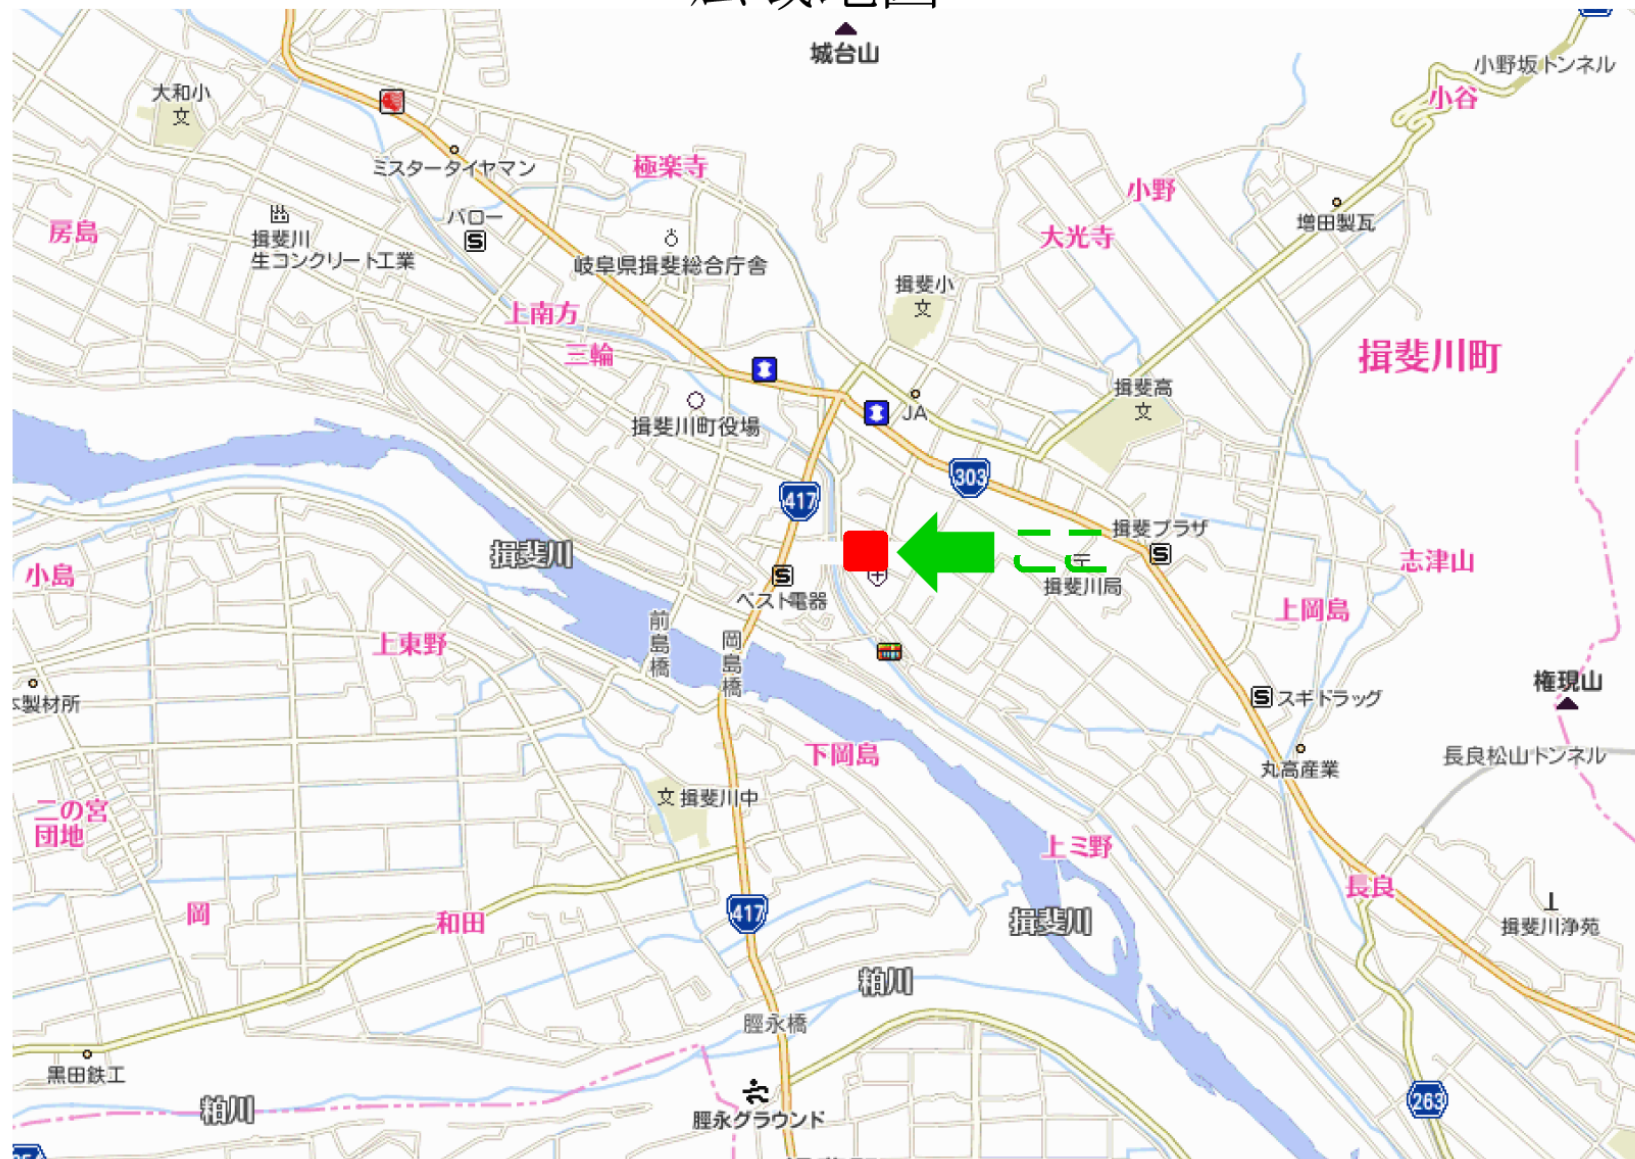 広域地図
城台山
小野坂トンネル
大和小
文
小谷
ミスタータイヤマン
極楽寺
小野
バロー
S
増田製瓦
房島
揖斐川
生コンクリート工業
大光寺
岐阜県揖斐総合庁舎
揖斐小
文
上南方
三輪
揖斐川町
揖斐高
文
JA
揖斐川町役場
303
417
揖斐プラザ
S
揖斐川
志津山
小島
S
ベスト電器
揖斐川局
上岡島
前島橋
岡島橋
上東野
権現山
本製材所
S スギドラッグ
下岡島
長良松山トンネル
丸高産業
二の宮
団地
文 揖斐川中
上ミ野
長良
岡
和田
417
揖斐川
揖斐川浄苑
粕川
脛永橋
黒田鉄工
粕川
脛永グラウンド
263